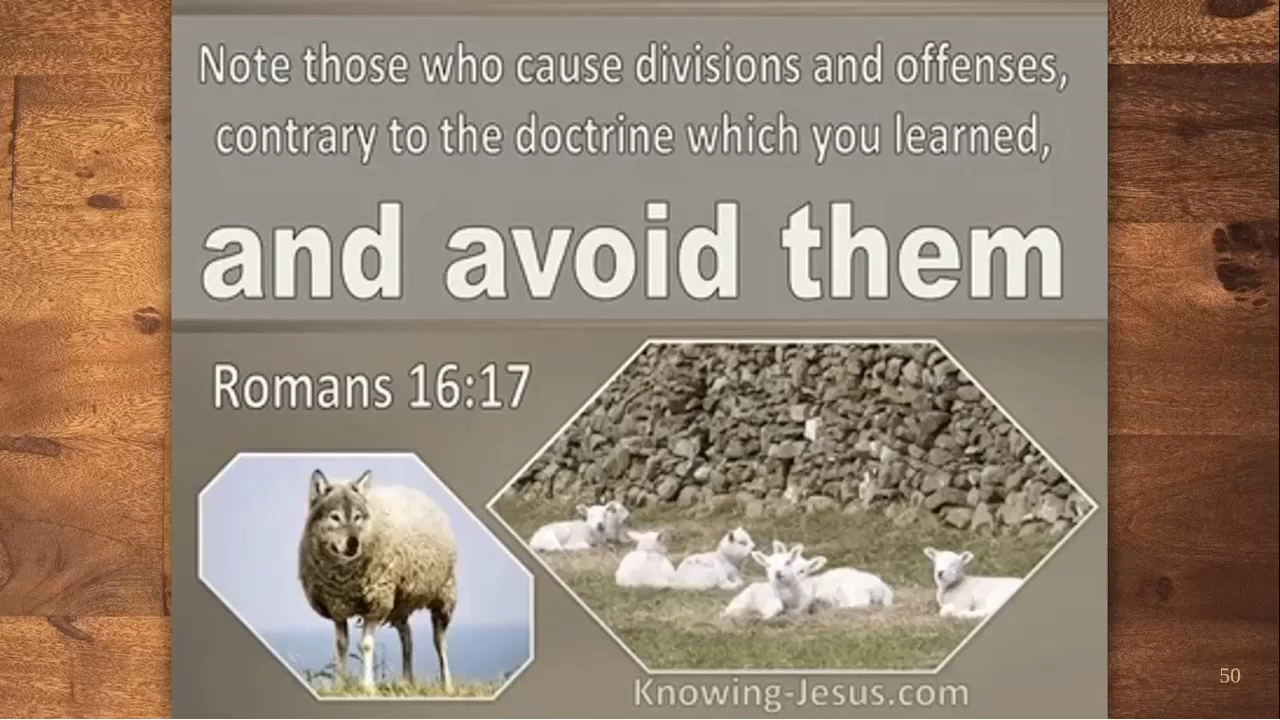 Note those who cause divisions and offenses,
contrary to the doctrine which you learned,
and avoid them
Romans 16:17
Knowing-Jesus.com
50